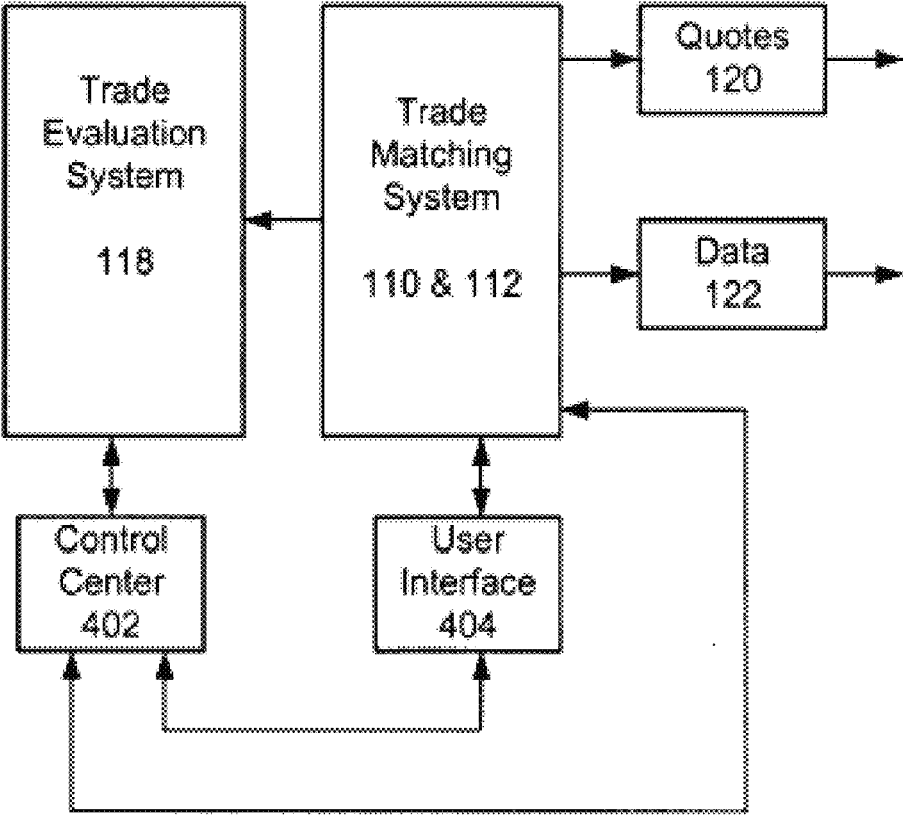 Trade
Evaluation
System
118
Trade
Matching
System
110 & 112
Quotes
120
Data
122
Control
Center
402
User
Interface
404